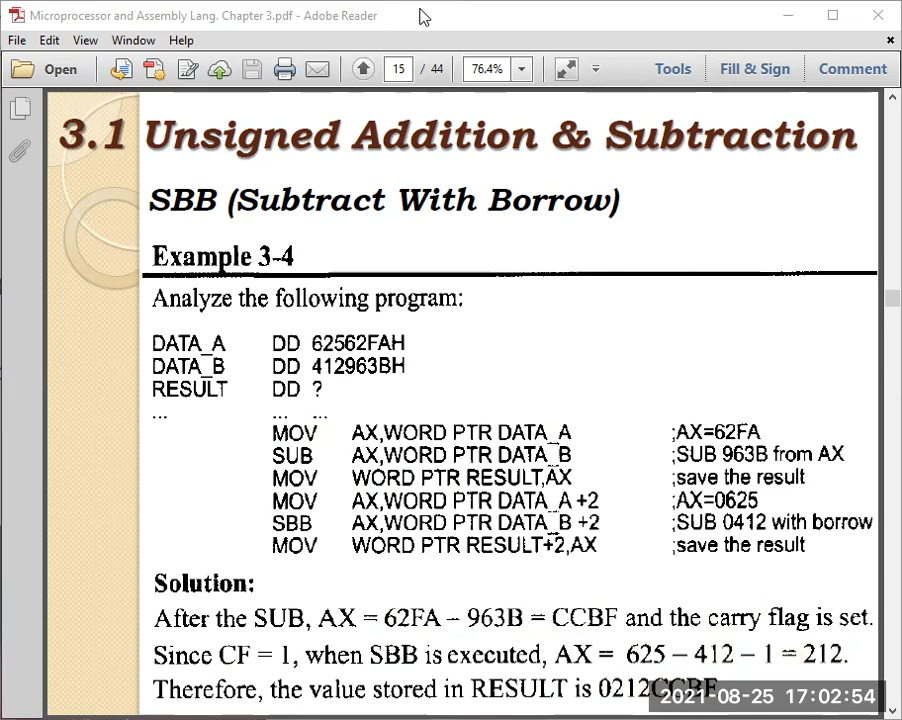 Microprocessor and Assembly Lang. Chapter 3.pdf - Adobe Reader
File Edit View Window Help
Open 15 / 44 76.4% Tools Fill & Sign Comment
3.1 Unsigned Addition & Subtraction
SBB (Subtract With Borrow)
Example 3-4
Analyze the following program:
DATA_A DD 62562FAH
DATA_B DD 412963BH
RESULT DD ?
... ... ...
MOV AX,WORD PTR DATA_A ;AX=62FA
SUB AX,WORD PTR DATA_B ;SUB 963B from AX
MOV WORD PTR RESULT,AX ;save the result
MOV AX,WORD PTR DATA_A +2 ;AX=0625
SBB AX,WORD PTR DATA_B +2 ;SUB 0412 with borrow
MOV WORD PTR RESULT+2,AX ;save the result
Solution:
After the SUB, AX = 62FA – 963B = CCBF and the carry flag is set.
Since CF = 1, when SBB is executed, AX = 625 – 412 – 1 = 212.
Therefore, the value stored in RESULT is 0212CCBF
2021-08-25 17:02:54